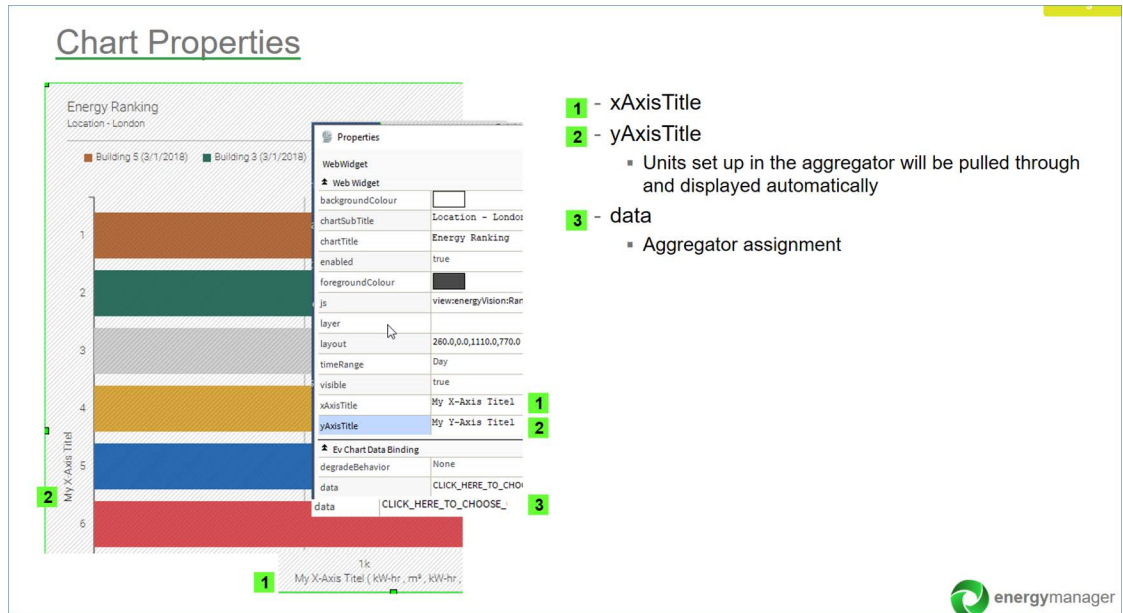 Chart Properties
Energy Ranking
Location - London
Building 5 (3/1/2018)
Building 3 (3/1/2018)
1
2
3
4
5
6
My X-Axis Titel
2
1k
1
My X-Axis Titel ( kW-hr , m³ , kW-hr ,
Properties
WebWidget
Web Widget
backgroundColour
chartSubTitle Location - London
chartTitle Energy Ranking
enabled true
foregroundColour
js view:energyVision:Ran
layer
layout 260.0,0.0,1110.0,770.0
timeRange Day
visible true
xAxisTitle My X-Axis Titel 1
yAxisTitle My Y-Axis Titel 2
Ev Chart Data Binding
degradeBehavior None
data CLICK_HERE_TO_CHO
data CLICK_HERE_TO_CHOOSE_ 3
1 - xAxisTitle
2 - yAxisTitle
▪ Units set up in the aggregator will be pulled through
and displayed automatically
3 - data
▪ Aggregator assignment
energymanager